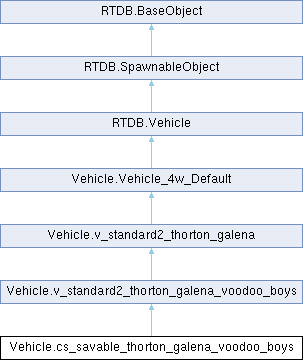 RTDB.BaseObject
RTDB.SpawnableObject
RTDB.Vehicle
Vehicle.Vehicle_4w_Default
Vehicle.v_standard2_thorton_galena
Vehicle.v_standard2_thorton_galena_voodoo_boys
Vehicle.cs_savable_thorton_galena_voodoo_boys